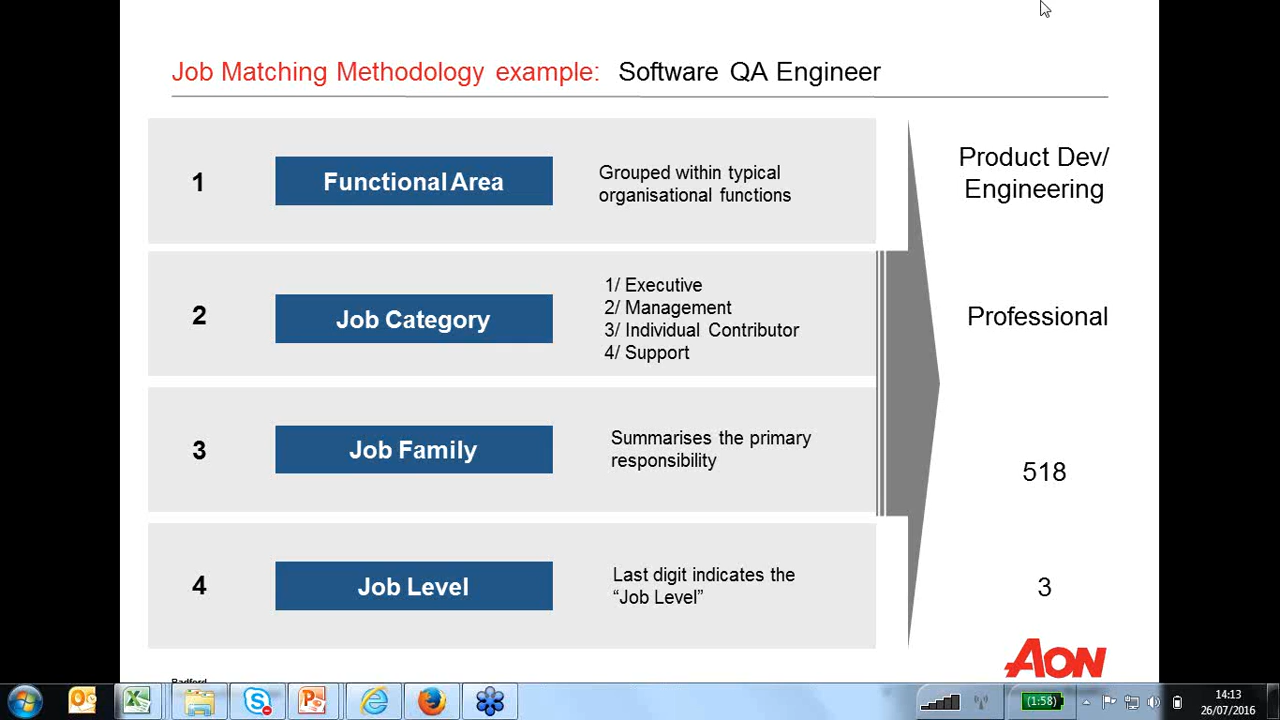 Job Matching Methodology example: Software QA Engineer
1
Functional Area
Grouped within typical
organisational functions
Product Dev/
Engineering
2
Job Category
1/ Executive
2/ Management
3/ Individual Contributor
4/ Support
Professional
3
Job Family
Summarises the primary
responsibility
518
4
Job Level
Last digit indicates the
“Job Level”
3
AON
Radford
(1:58)
14:13
26/07/2016